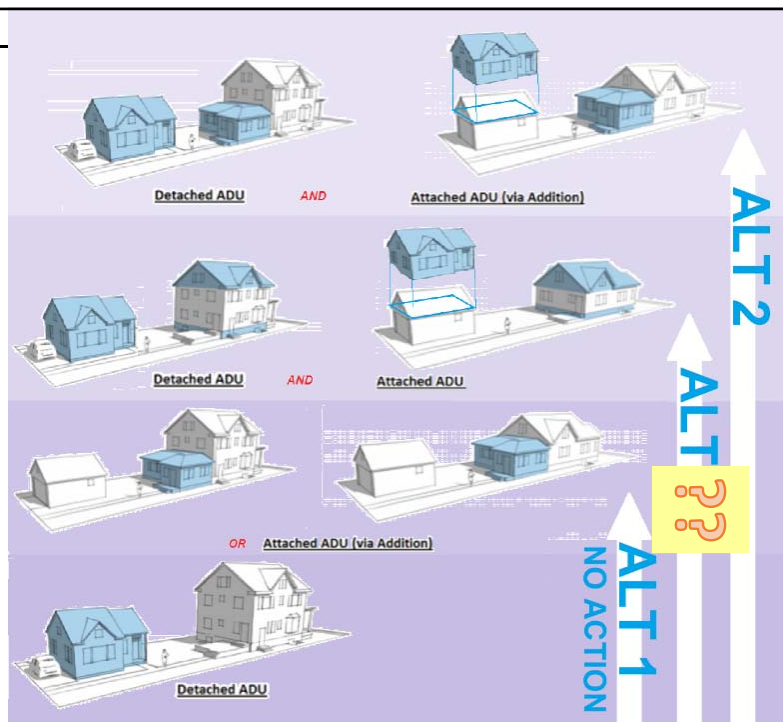 Detached ADU AND Attached ADU (via Addition)
ALT 2
Detached ADU AND Attached ADU
ALT
??
OR Attached ADU (via Addition)
ALT 1
NO ACTION
Detached ADU